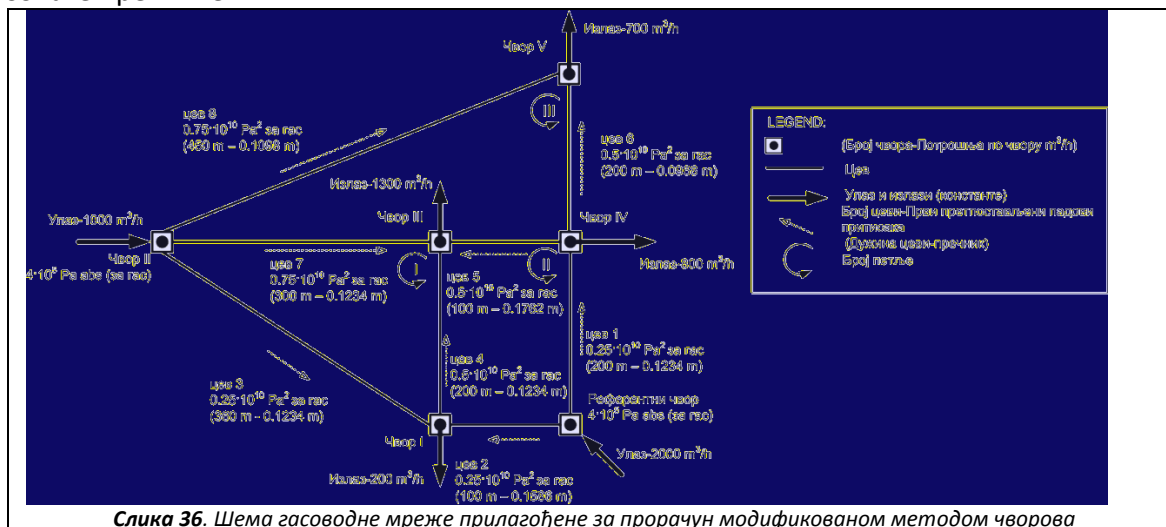 Излаз-700 m³/h
Чвор V
III
цев 8
0.75·10¹⁰ Pa² за гас
(450 m – 0.1098 m)
цев 6
0.5·10¹⁰ Pa² за гас
(200 m – 0.0968 m)
Излаз-1300 m³/h
Улаз-1000 m³/h
Чвор III
Чвор IV
Чвор II
4·10⁵ Pa abs (за гас)
I
II
Излаз-800 m³/h
цев 7
0.75·10¹⁰ Pa² за гас
(300 m – 0.1234 m)
цев 5
0.5·10¹⁰ Pa² за гас
(100 m – 0.1762 m)
цев 1
0.25·10¹⁰ Pa² за гас
(200 m – 0.1234 m)
цев 4
0.5·10¹⁰ Pa² за гас
(200 m – 0.1234 m)
цев 3
0.25·10¹⁰ Pa² за гас
(360 m – 0.1234 m)
Референтни чвор
4·10⁵ Pa abs (за гас)
Чвор I
Улаз-2000 m³/h
Излаз-200 m³/h
цев 2
0.25·10¹⁰ Pa² за гас
(100 m – 0.1586 m)
LEGEND:
(Број чвора-Потрошња по чвору m³/h)
Цев
Улаз и излази (константе)
Број цеви-Први претпостављени падови
притисака
(Дужина цеви-пречник)
Број петље
Слика 36. Шема гасоводне мреже прилагођене за прорачун модификованом методом чворова